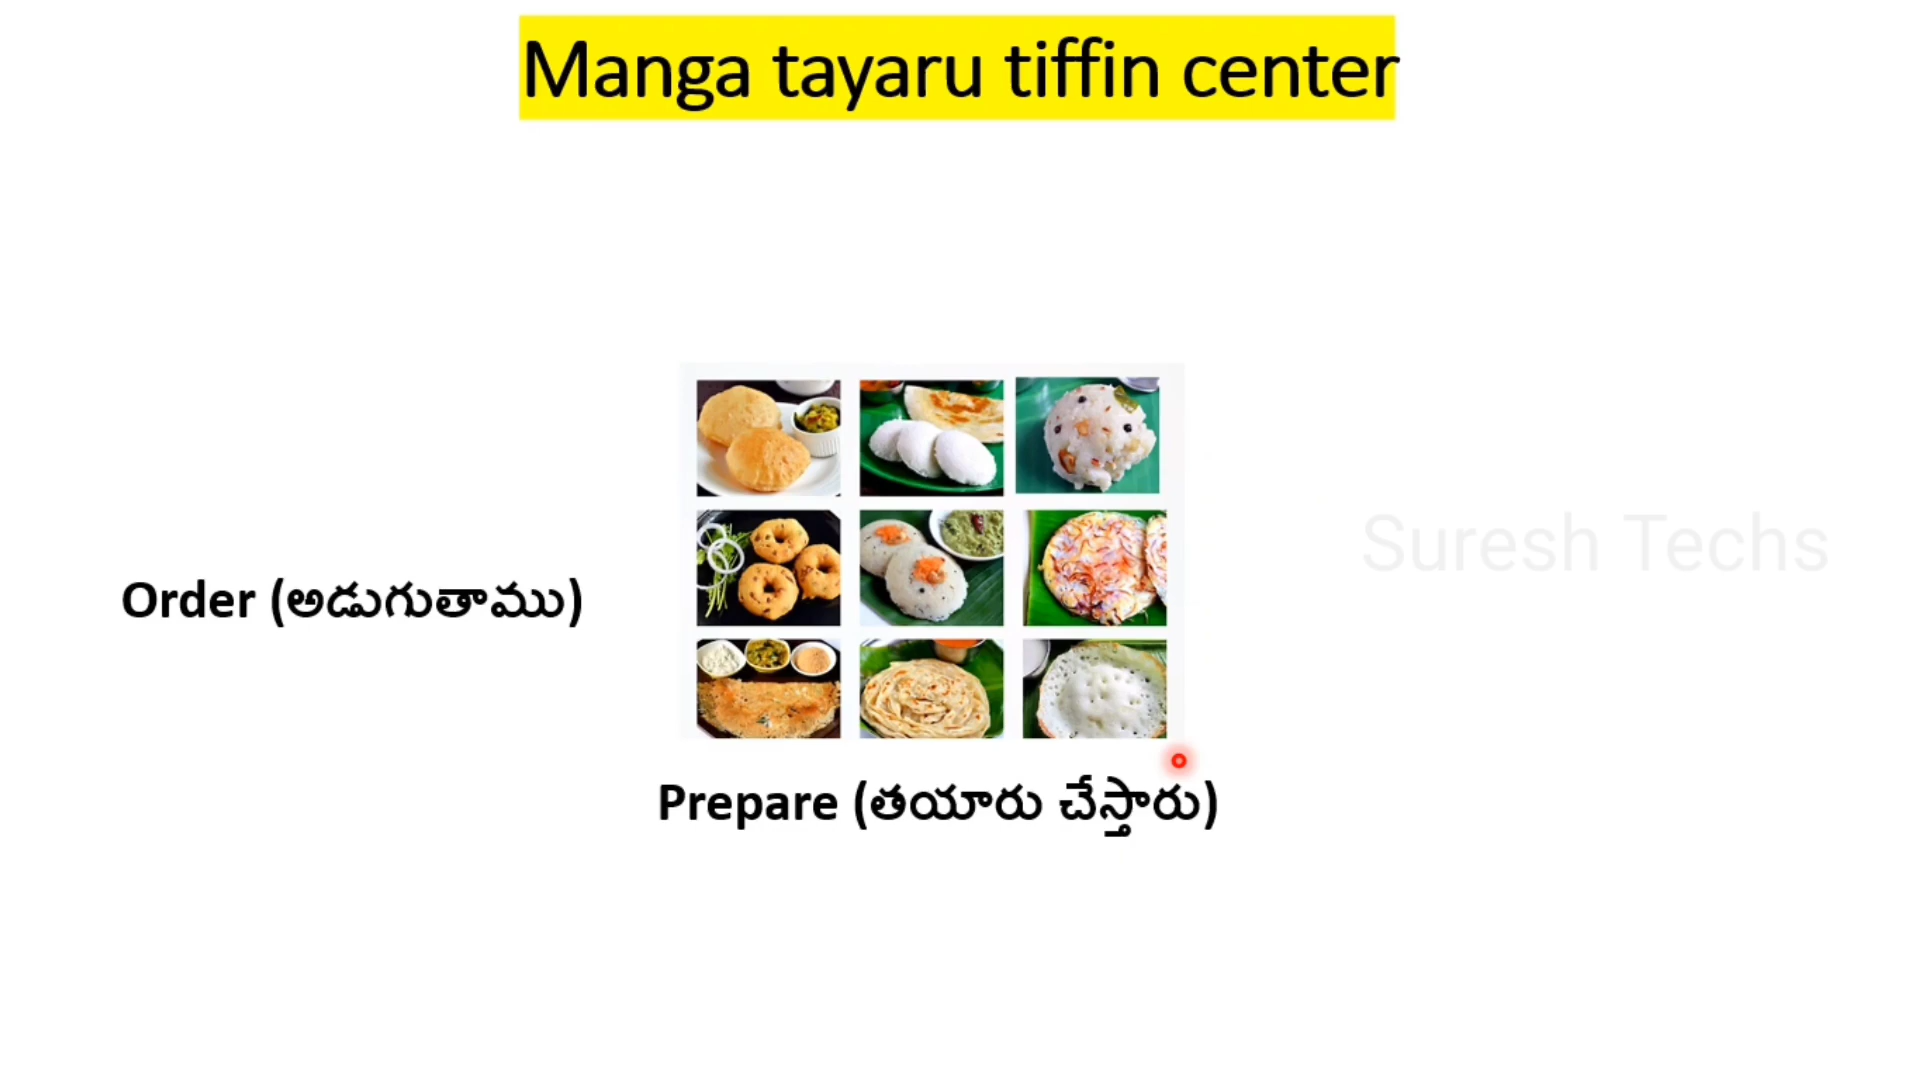 Manga tayaru tiffin center
Suresh Techs
Order (అడుగుతాము)
Prepare (తయారు చేస్తారు)